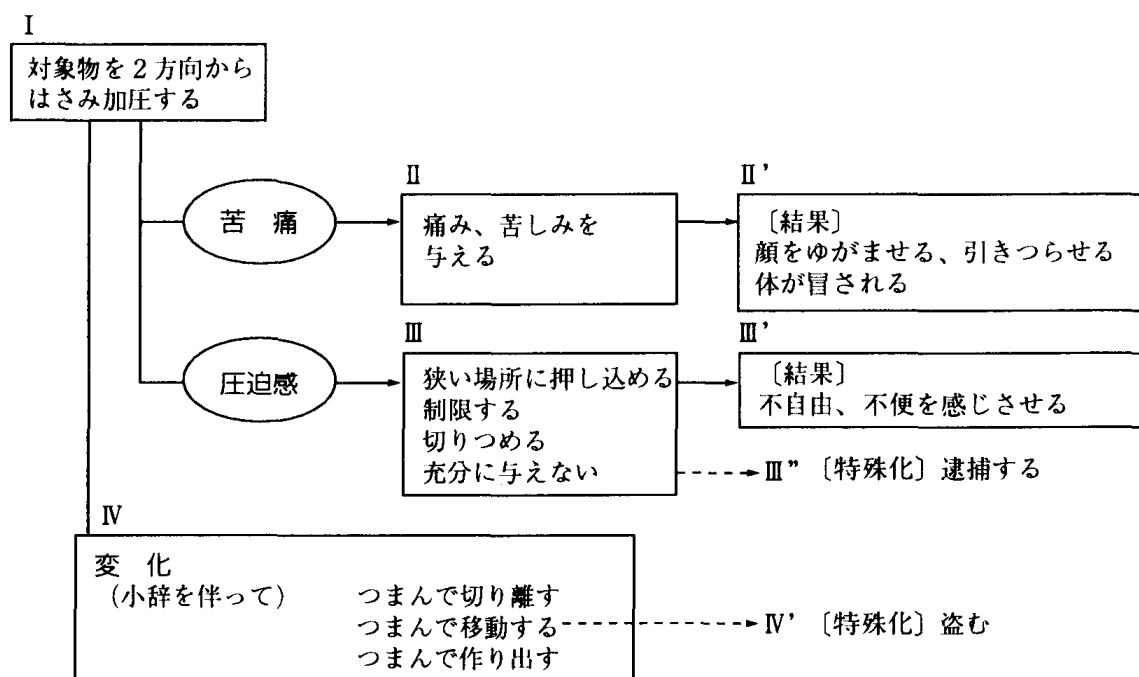 Ⅰ
対象物を2方向から
はさみ加圧する
苦痛
Ⅱ
痛み、苦しみを
与える
Ⅱ'
〔結果〕
顔をゆがませる、引きつらせる
体が冒される
圧迫感
Ⅲ
狭い場所に押し込める
制限する
切りつめる
充分に与えない
Ⅲ'
〔結果〕
不自由、不便を感じさせる
Ⅲ”〔特殊化〕逮捕する
Ⅳ
変化
(小辞を伴って) つまんで切り離す
つまんで移動する
つまんで作り出す
Ⅳ'〔特殊化〕盗む